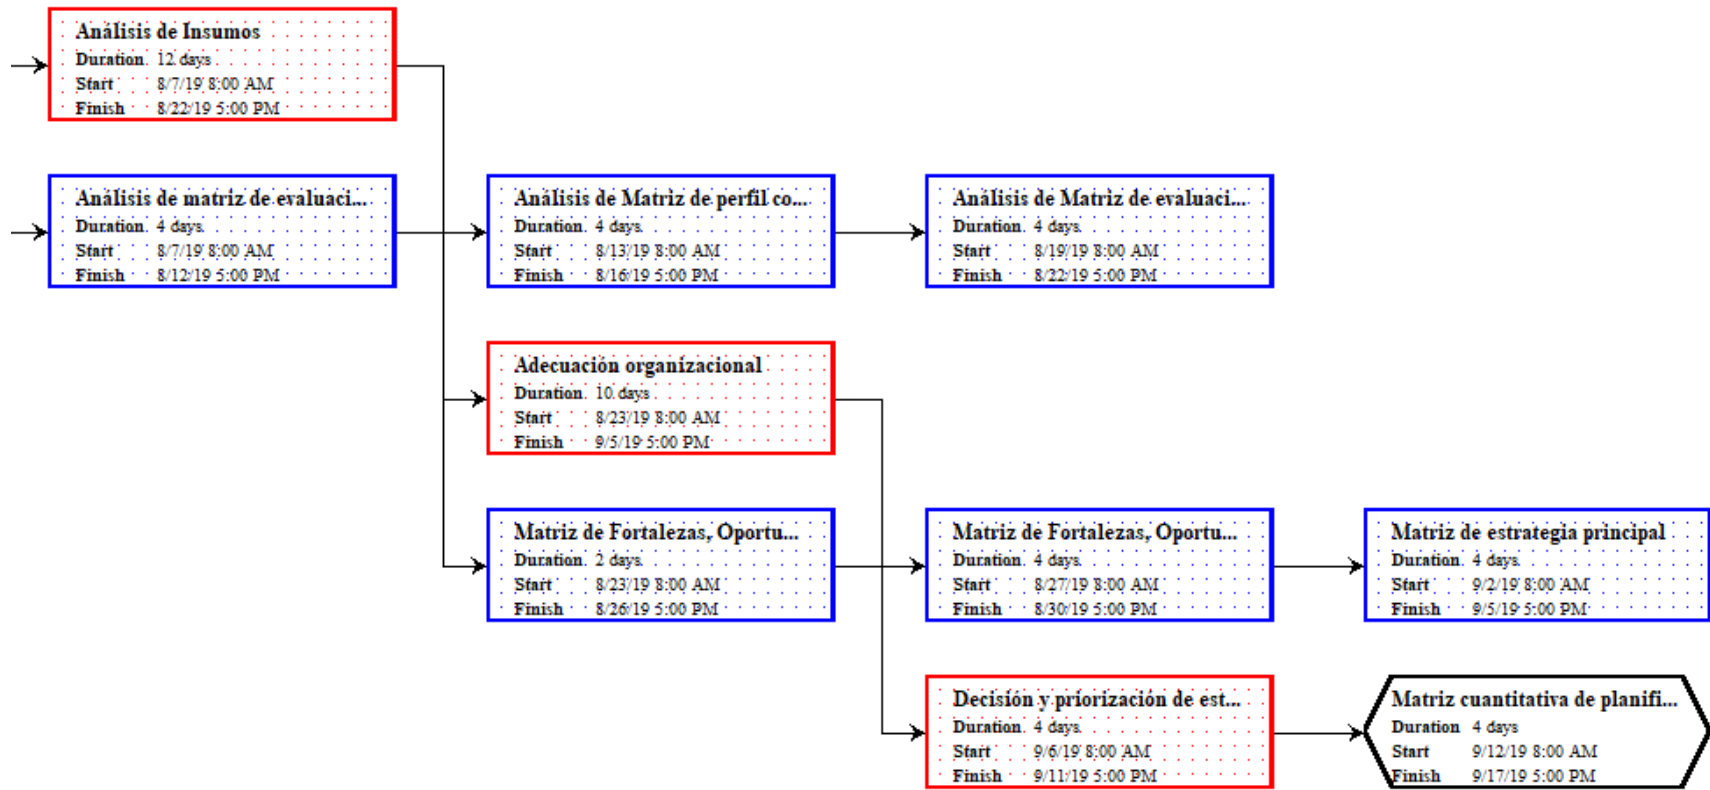 Análisis de Insumos
Duration 12 days
Start 8/7/19 8:00 AM
Finish 8/22/19 5:00 PM
Análisis de matriz de evaluaci...
Duration 4 days
Start 8/7/19 8:00 AM
Finish 8/12/19 5:00 PM
Análisis de Matriz de perfil co...
Duration 4 days
Start 8/13/19 8:00 AM
Finish 8/16/19 5:00 PM
Análisis de Matriz de evaluaci...
Duration 4 days
Start 8/19/19 8:00 AM
Finish 8/22/19 5:00 PM
Adecuación organizacional
Duration 10 days
Start 8/23/19 8:00 AM
Finish 9/5/19 5:00 PM
Matriz de Fortalezas, Oportu...
Duration 2 days
Start 8/23/19 8:00 AM
Finish 8/26/19 5:00 PM
Matriz de Fortalezas, Oportu...
Duration 4 days
Start 8/27/19 8:00 AM
Finish 8/30/19 5:00 PM
Matriz de estrategia principal
Duration 4 days
Start 9/2/19 8:00 AM
Finish 9/5/19 5:00 PM
Decisión y priorización de est...
Duration 4 days
Start 9/6/19 8:00 AM
Finish 9/11/19 5:00 PM
Matriz cuantitativa de planifi...
Duration 4 days
Start 9/12/19 8:00 AM
Finish 9/17/19 5:00 PM